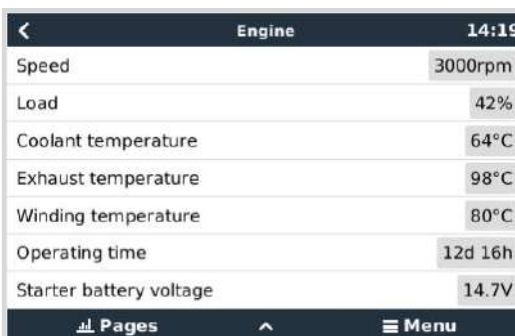 Engine 14:19
Speed 3000rpm
Load 42%
Coolant temperature 64°C
Exhaust temperature 98°C
Winding temperature 80°C
Operating time 12d 16h
Starter battery voltage 14.7V
Pages Menu